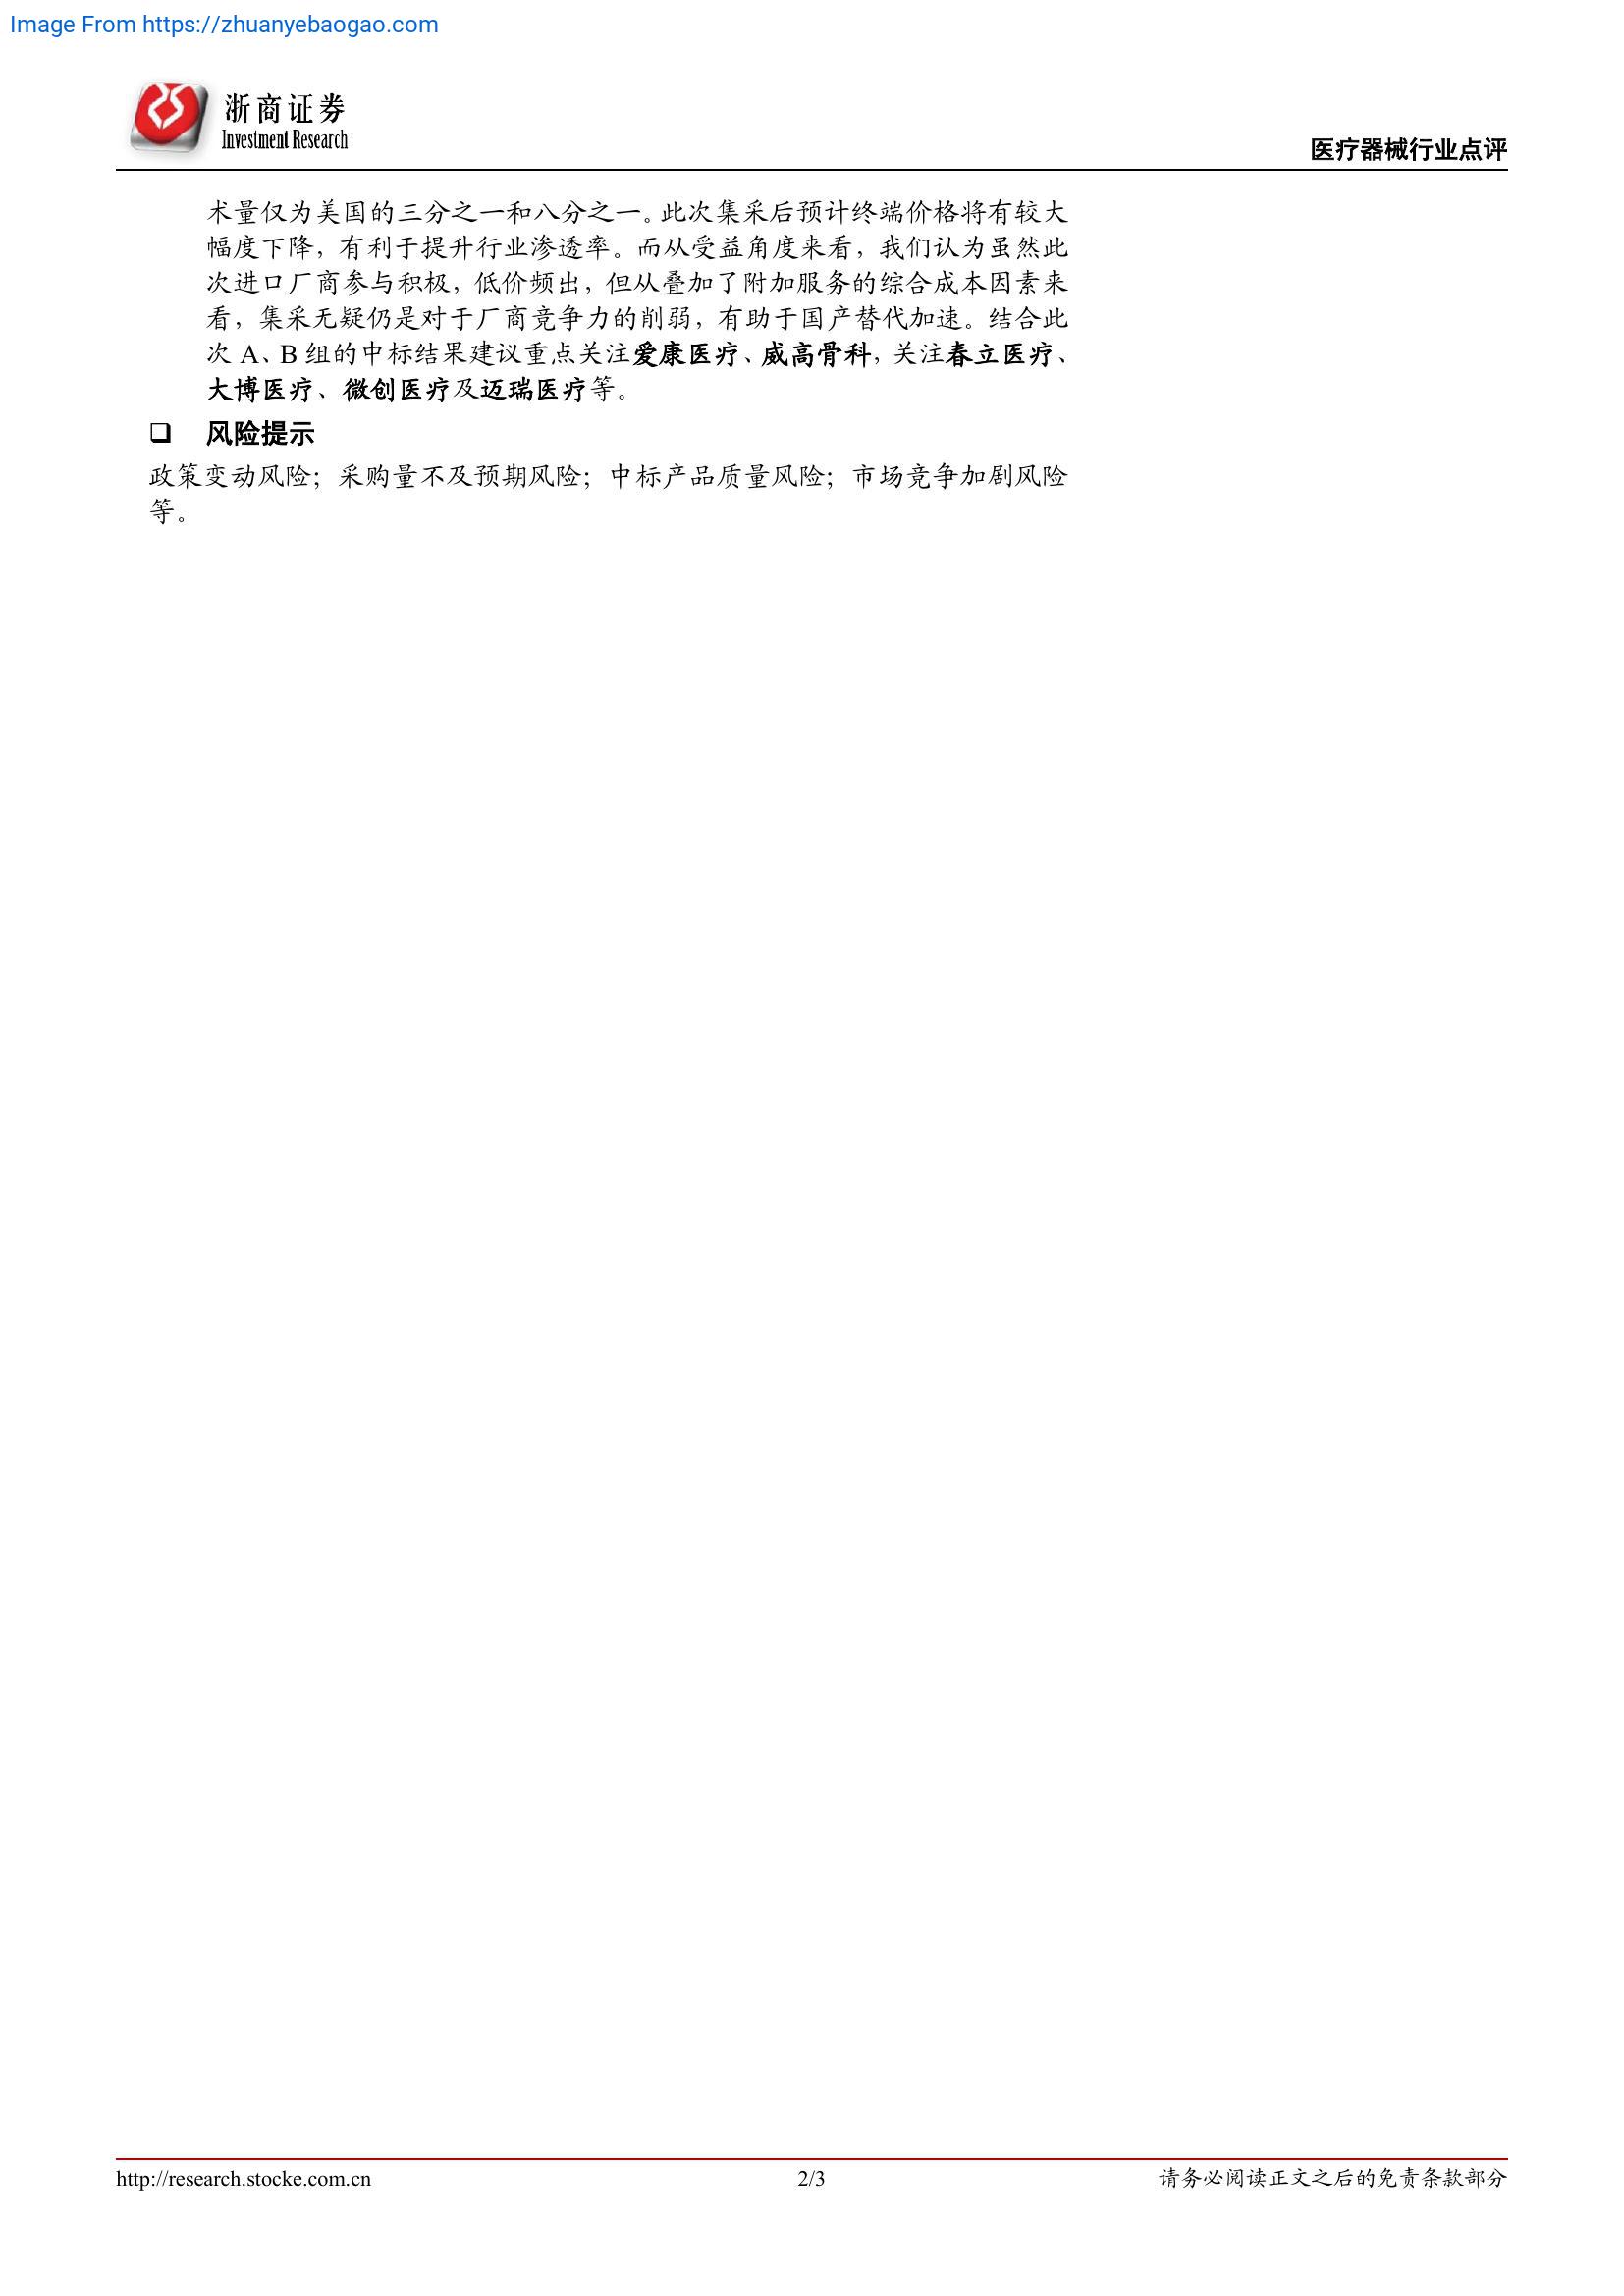 Image From https://zhuanyebaogao.com
浙商证券
Investment Research
医疗器械行业点评
术量仅为美国的三分之一和八分之一。此次集采后预计终端价格将有较大
幅度下降，有利于提升行业渗透率。而从受益角度来看，我们认为虽然此
次进口厂商参与积极，低价频出，但从叠加了附加服务的综合成本因素来
看，集采无疑仍是对于厂商竞争力的削弱，有助于国产替代加速。结合此
次 A、B 组的中标结果建议重点关注爱康医疗、威高骨科，关注春立医疗、
大博医疗、微创医疗及迈瑞医疗等。
❑ 风险提示
政策变动风险；采购量不及预期风险；中标产品质量风险；市场竞争加剧风险
等。
http://research.stocke.com.cn
2/3
请务必阅读正文之后的免责条款部分